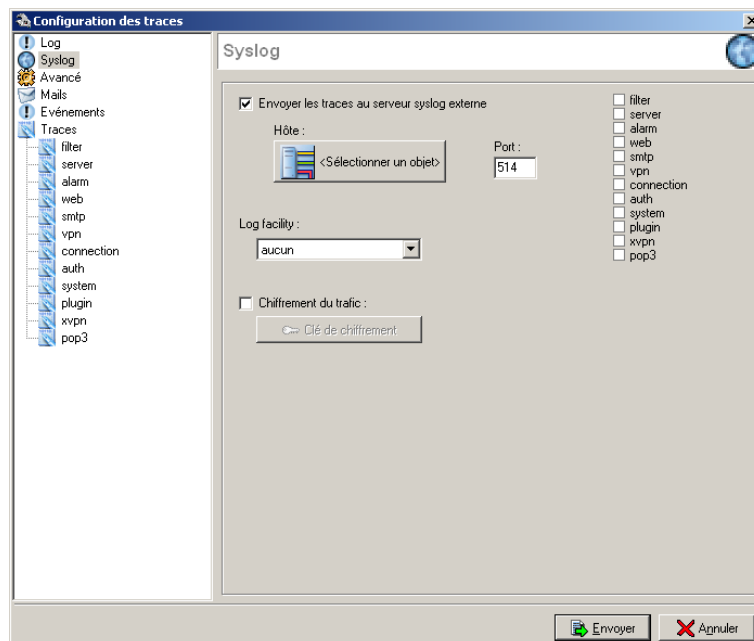 Configuration des traces
Log
Syslog
Avancé
Mails
Evénements
Traces
filter
server
alarm
web
smtp
vpn
connection
auth
system
plugin
xvpn
pop3
Syslog
Envoyer les traces au serveur syslog externe
Hôte :
<Sélectionner un objet>
Port :
514
Log facility :
aucun
Chiffrement du trafic :
Clé de chiffrement
filter
server
alarm
web
smtp
vpn
connection
auth
system
plugin
xvpn
pop3
Envoyer
Annuler